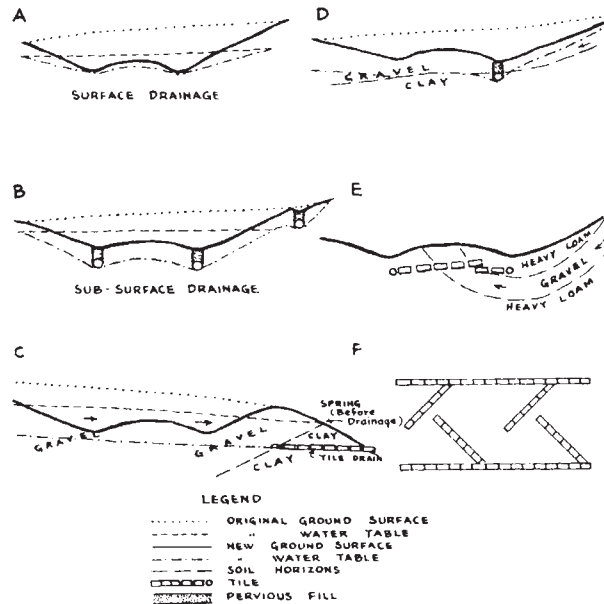 A
SURFACE DRAINAGE
B
SUB-SURFACE DRAINAGE.
C
GRAVEL
GRAVEL
CLAY
CLAY
SPRING
(Before
Drainage)
TILE DRAIN
D
GRAVEL
CLAY
E
HEAVY LOAM
GRAVEL
HEAVY LOAM
F
LEGEND
ORIGINAL GROUND SURFACE
" WATER TABLE
NEW GROUND SURFACE
" WATER TABLE
SOIL HORIZONS
TILE
PERVIOUS FILL